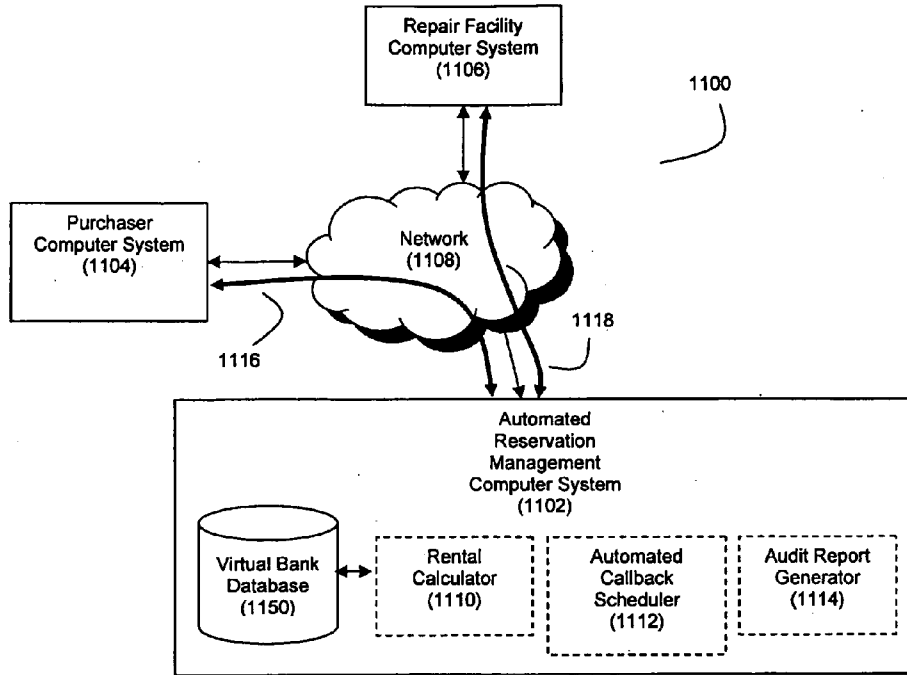 Repair Facility
Computer System
(1106)
1100
Purchaser
Computer System
(1104)
Network
(1108)
1116
1118
Automated
Reservation
Management
Computer System
(1102)
Virtual Bank
Database
(1150)
Rental
Calculator
(1110)
Automated
Callback
Scheduler
(1112)
Audit Report
Generator
(1114)